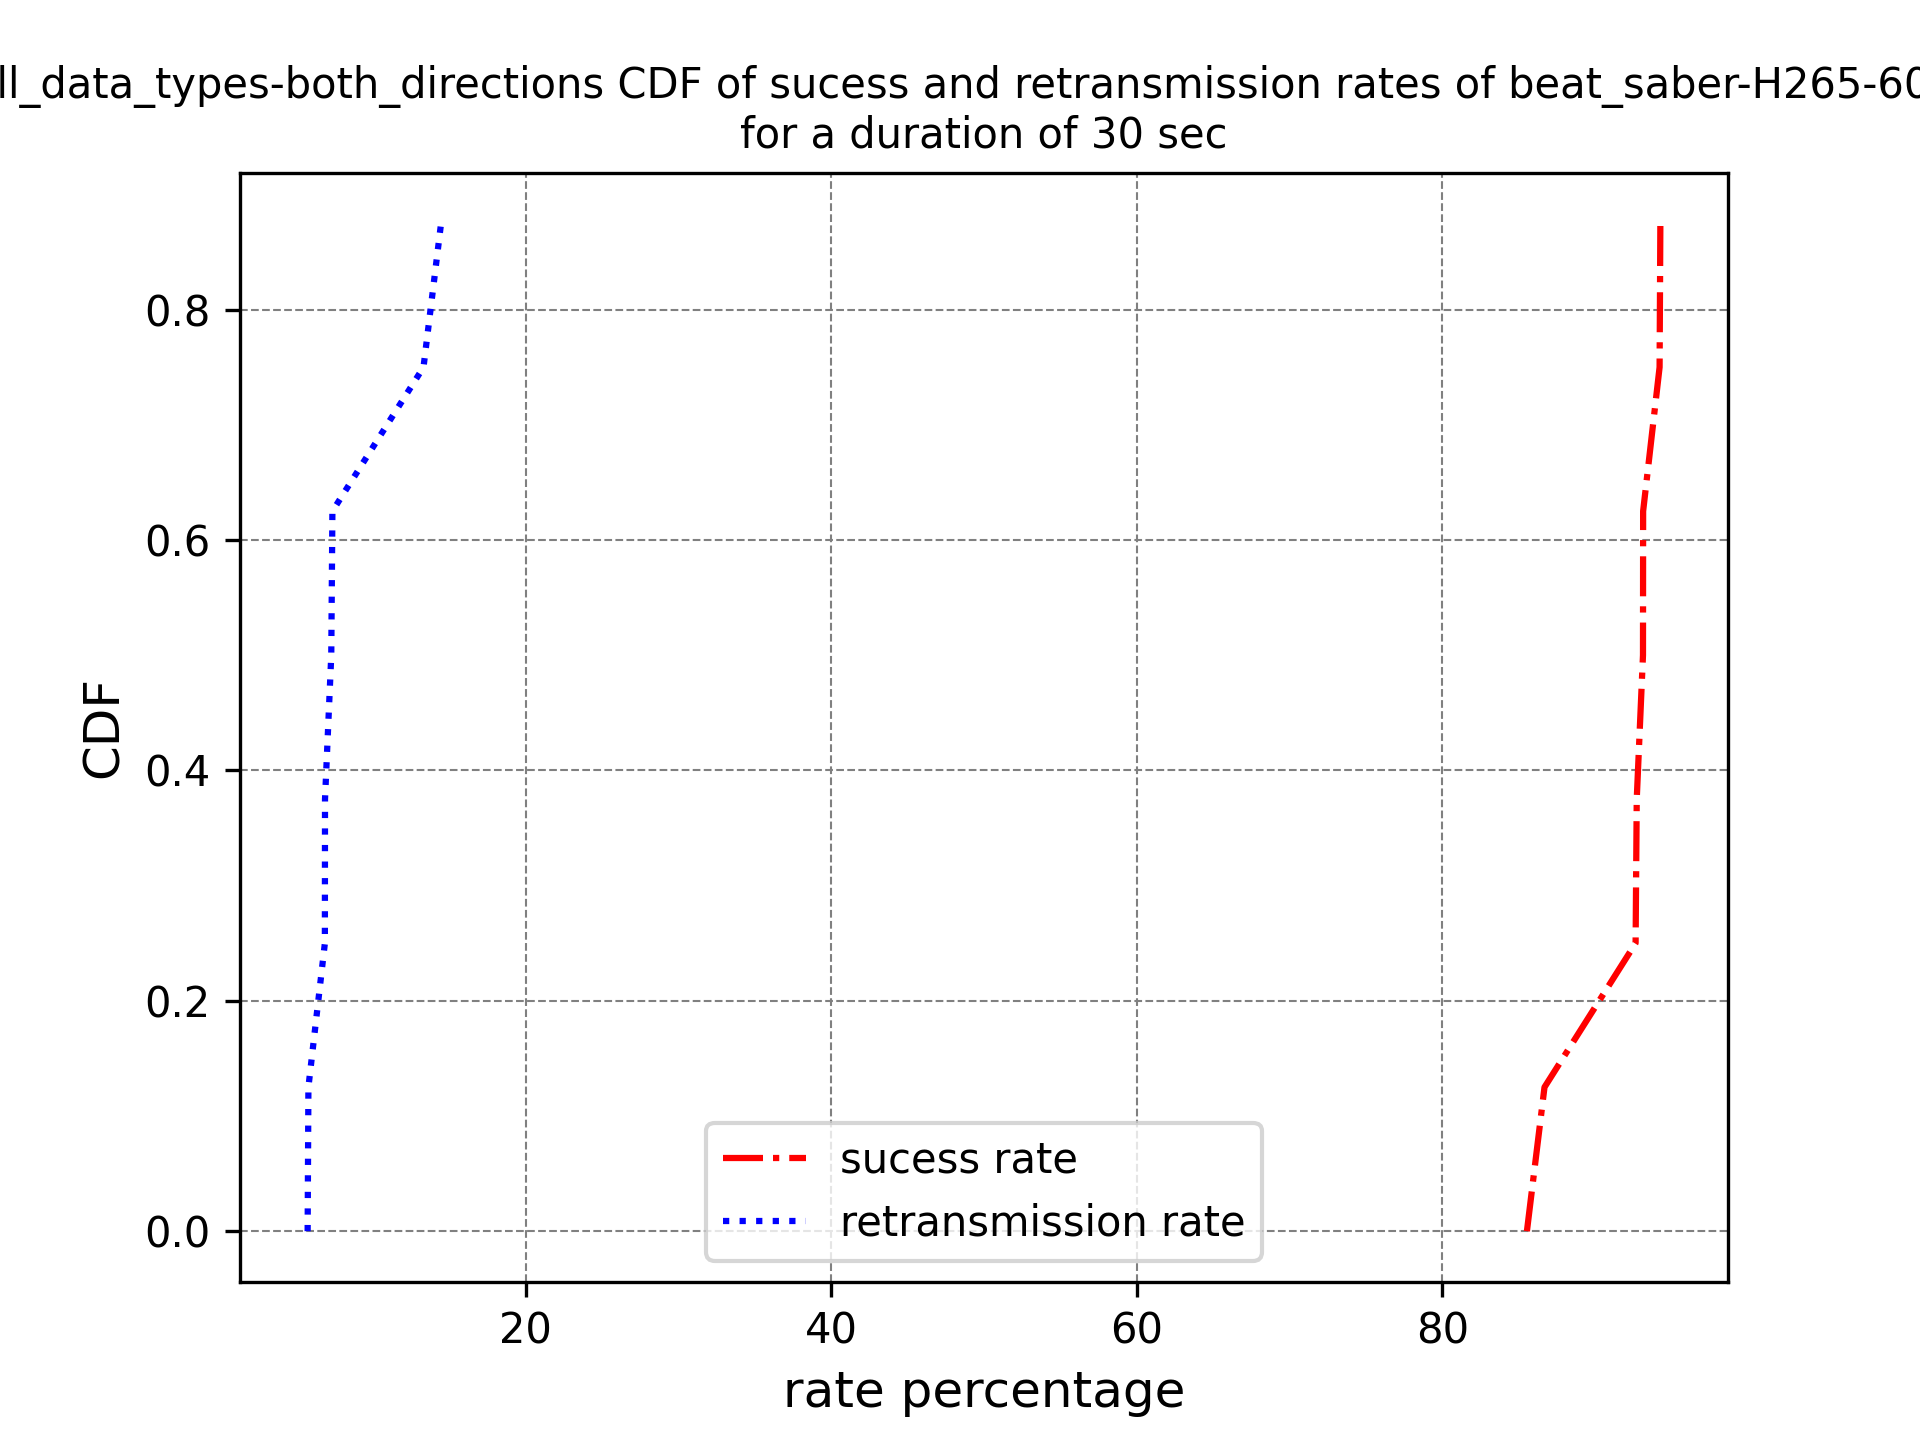 ll_data_types-both_directions CDF of sucess and retransmission rates of beat_saber-H265-60
for a duration of 30 sec
0.8
0.6
0.4
0.2
0.0
CDF
sucess rate
retransmission rate
20 40 60 80
rate percentage